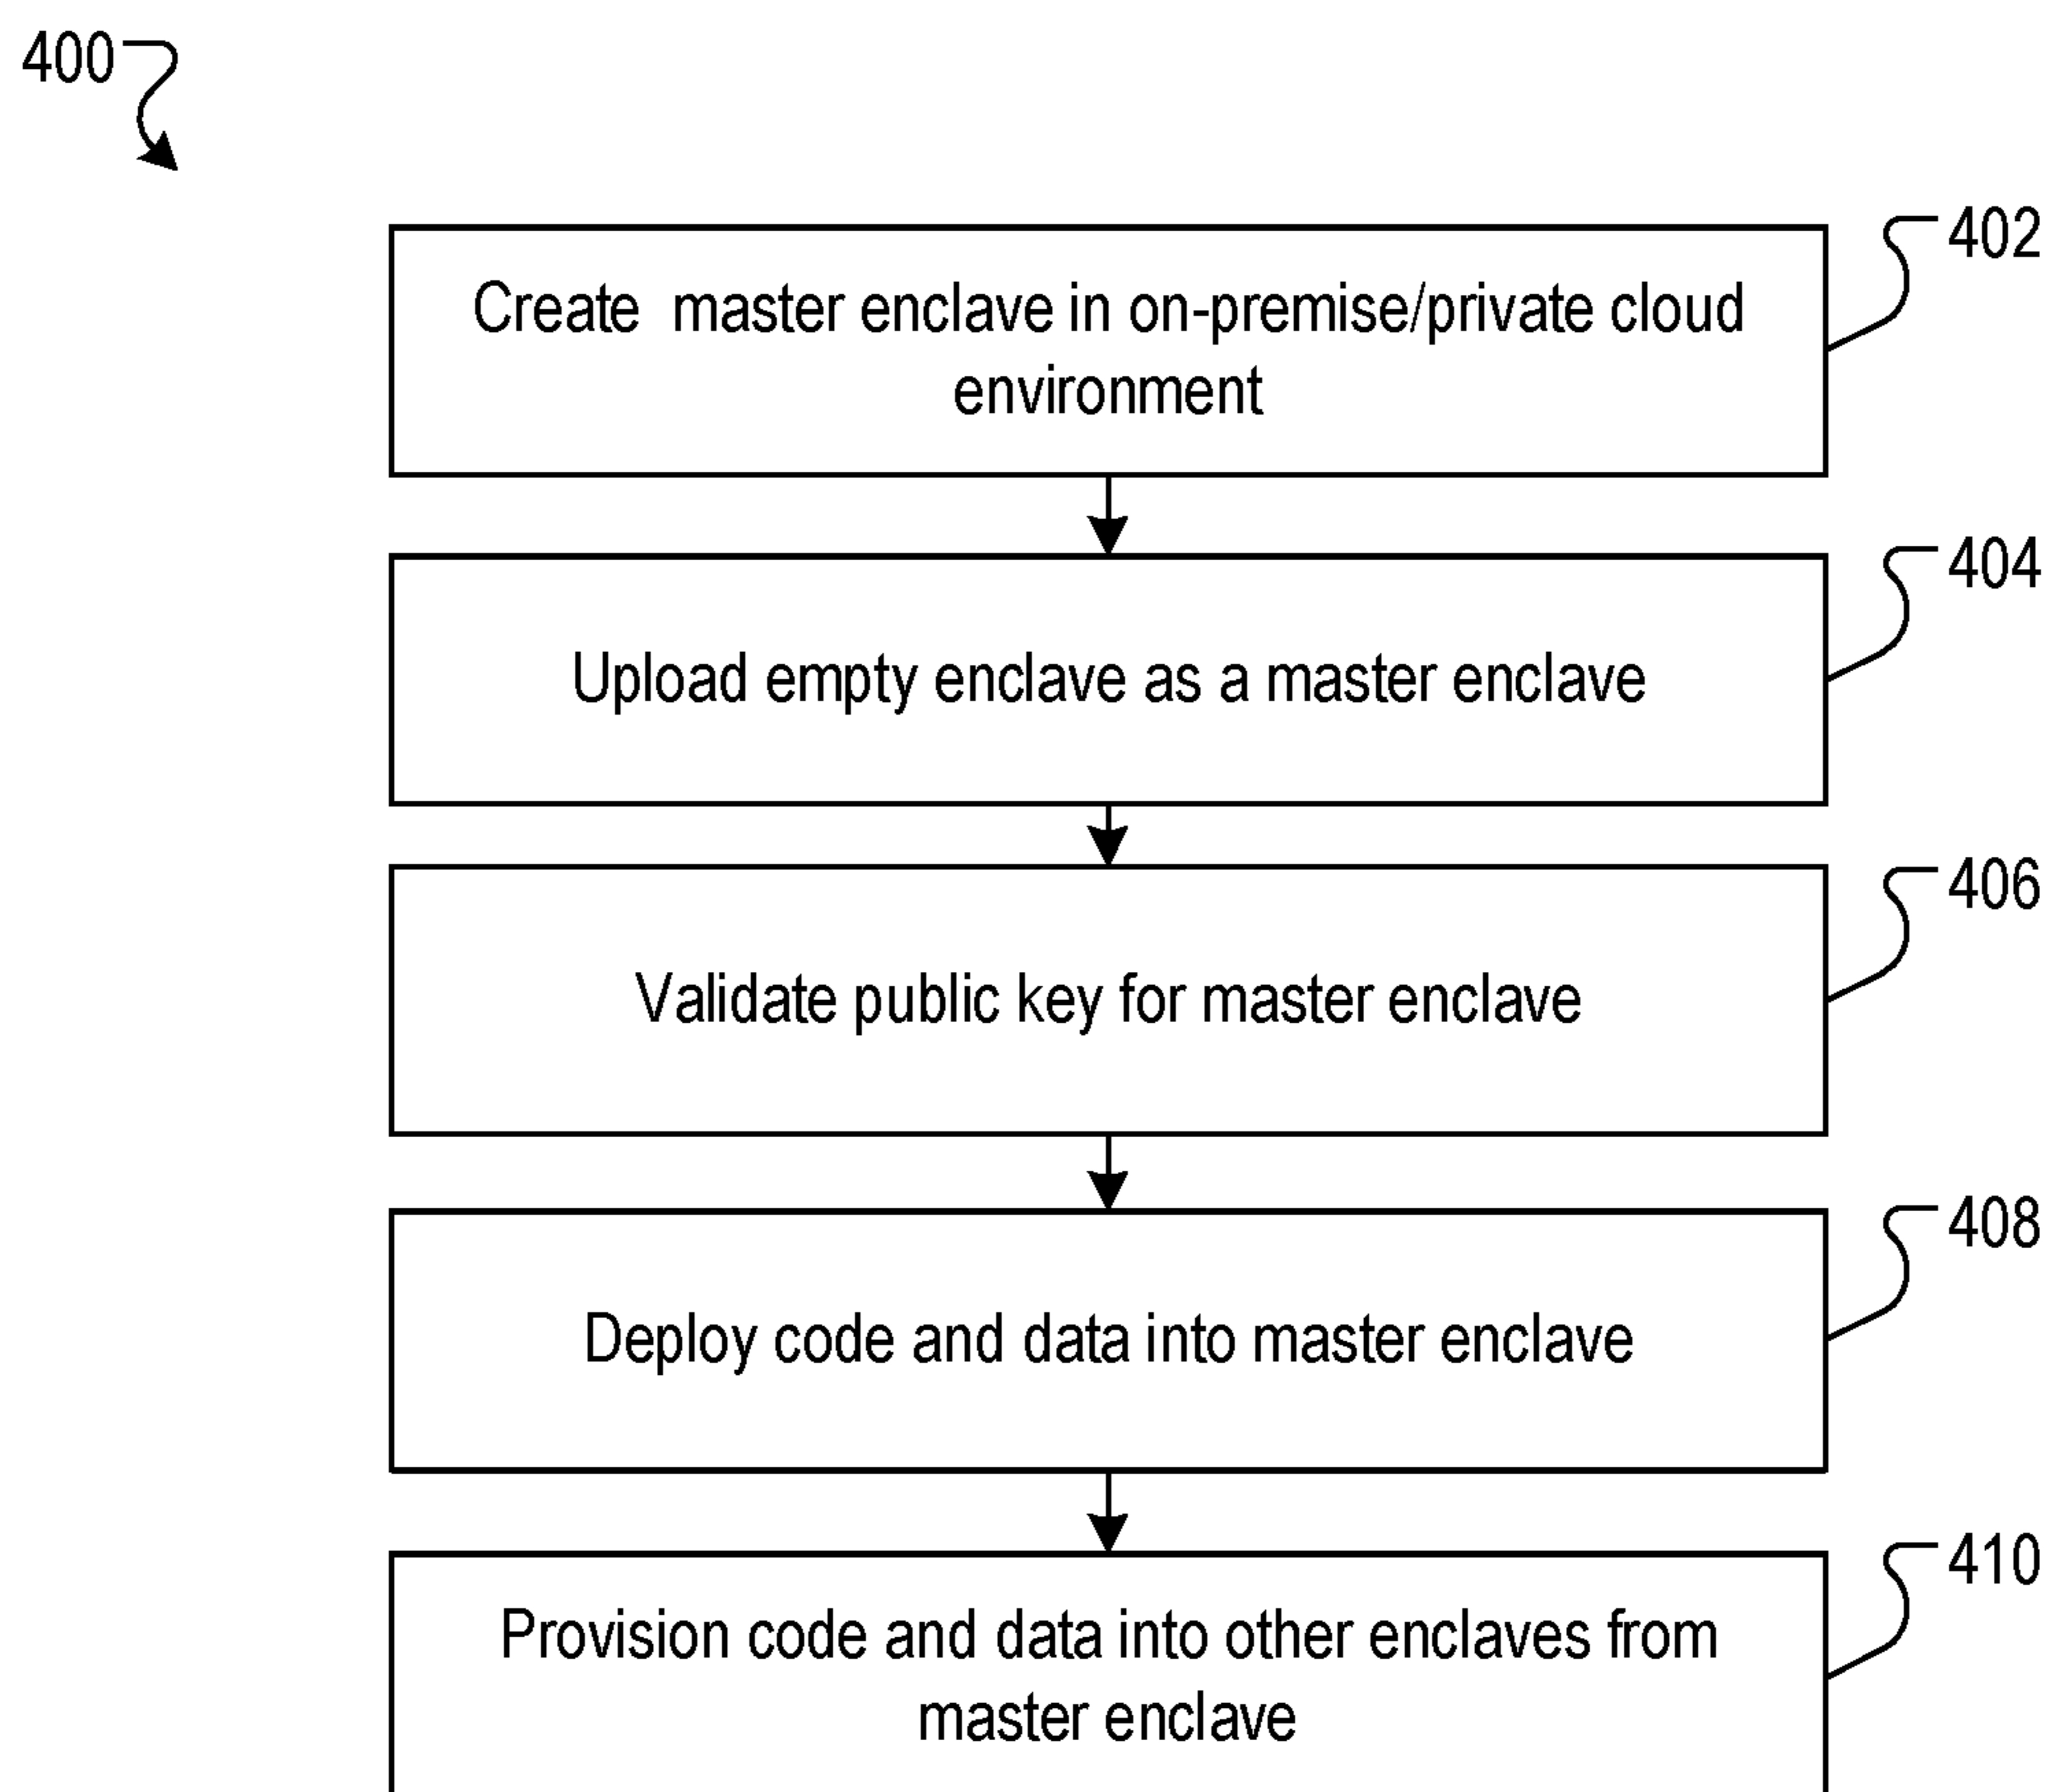 400
402
Create master enclave in on-premise/private cloud
environment
404
Upload empty enclave as a master enclave
406
Validate public key for master enclave
408
Deploy code and data into master enclave
410
Provision code and data into other enclaves from
master enclave